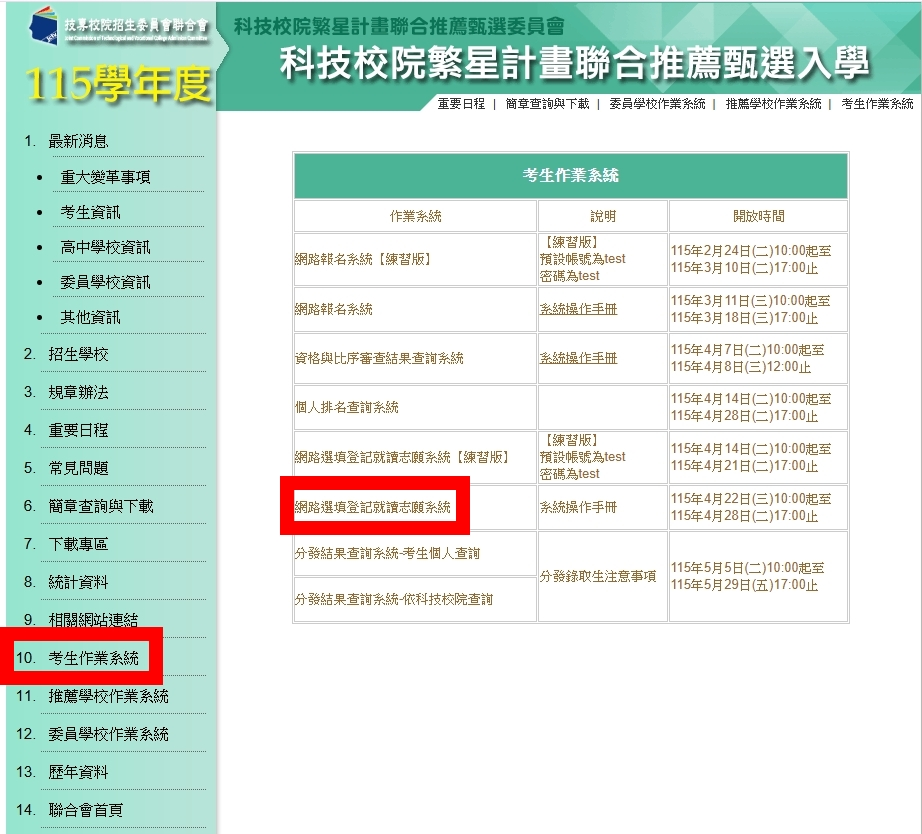 技專校院招生委員會聯合會
115學年度
科技校院繁星計畫聯合推薦甄選委員會
科技校院繁星計畫聯合推薦甄選入學
重要日程 | 簡章查詢與下載 | 委員學校作業系統 | 推薦學校作業系統 | 考生作業系統
1. 最新消息
• 重大變革事項
• 考生資訊
• 高中學校資訊
• 委員學校資訊
• 其他資訊
2. 招生學校
3. 規章辦法
4. 重要日程
5. 常見問題
6. 簡章查詢與下載
7. 下載專區
8. 統計資料
9. 相關網站連結
10. 考生作業系統
11. 推薦學校作業系統
12. 委員學校作業系統
13. 歷年資料
14. 聯合會首頁
考生作業系統
作業系統 說明 開放時間
網路報名系統【練習版】
【練習版】
預設帳號為test
密碼為test
115年2月24日(二)10:00起至
115年3月10日(二)17:00止
網路報名系統
系統操作手冊
115年3月11日(三)10:00起至
115年3月18日(三)17:00止
資格與比序審查結果查詢系統
系統操作手冊
115年4月7日(二)10:00起至
115年4月8日(三)12:00止
個人排名查詢系統
115年4月14日(二)10:00起至
115年4月28日(二)17:00止
網路選填登記就讀志願系統【練習版】
【練習版】
預設帳號為test
密碼為test
115年4月14日(二)10:00起至
115年4月21日(二)17:00止
網路選填登記就讀志願系統
系統操作手冊
115年4月22日(三)10:00起至
115年4月28日(二)17:00止
分發結果查詢系統-考生個人查詢
分發結果查詢系統-依科技校院查詢
分發錄取生注意事項
115年5月5日(二)10:00起至
115年5月29日(五)17:00止